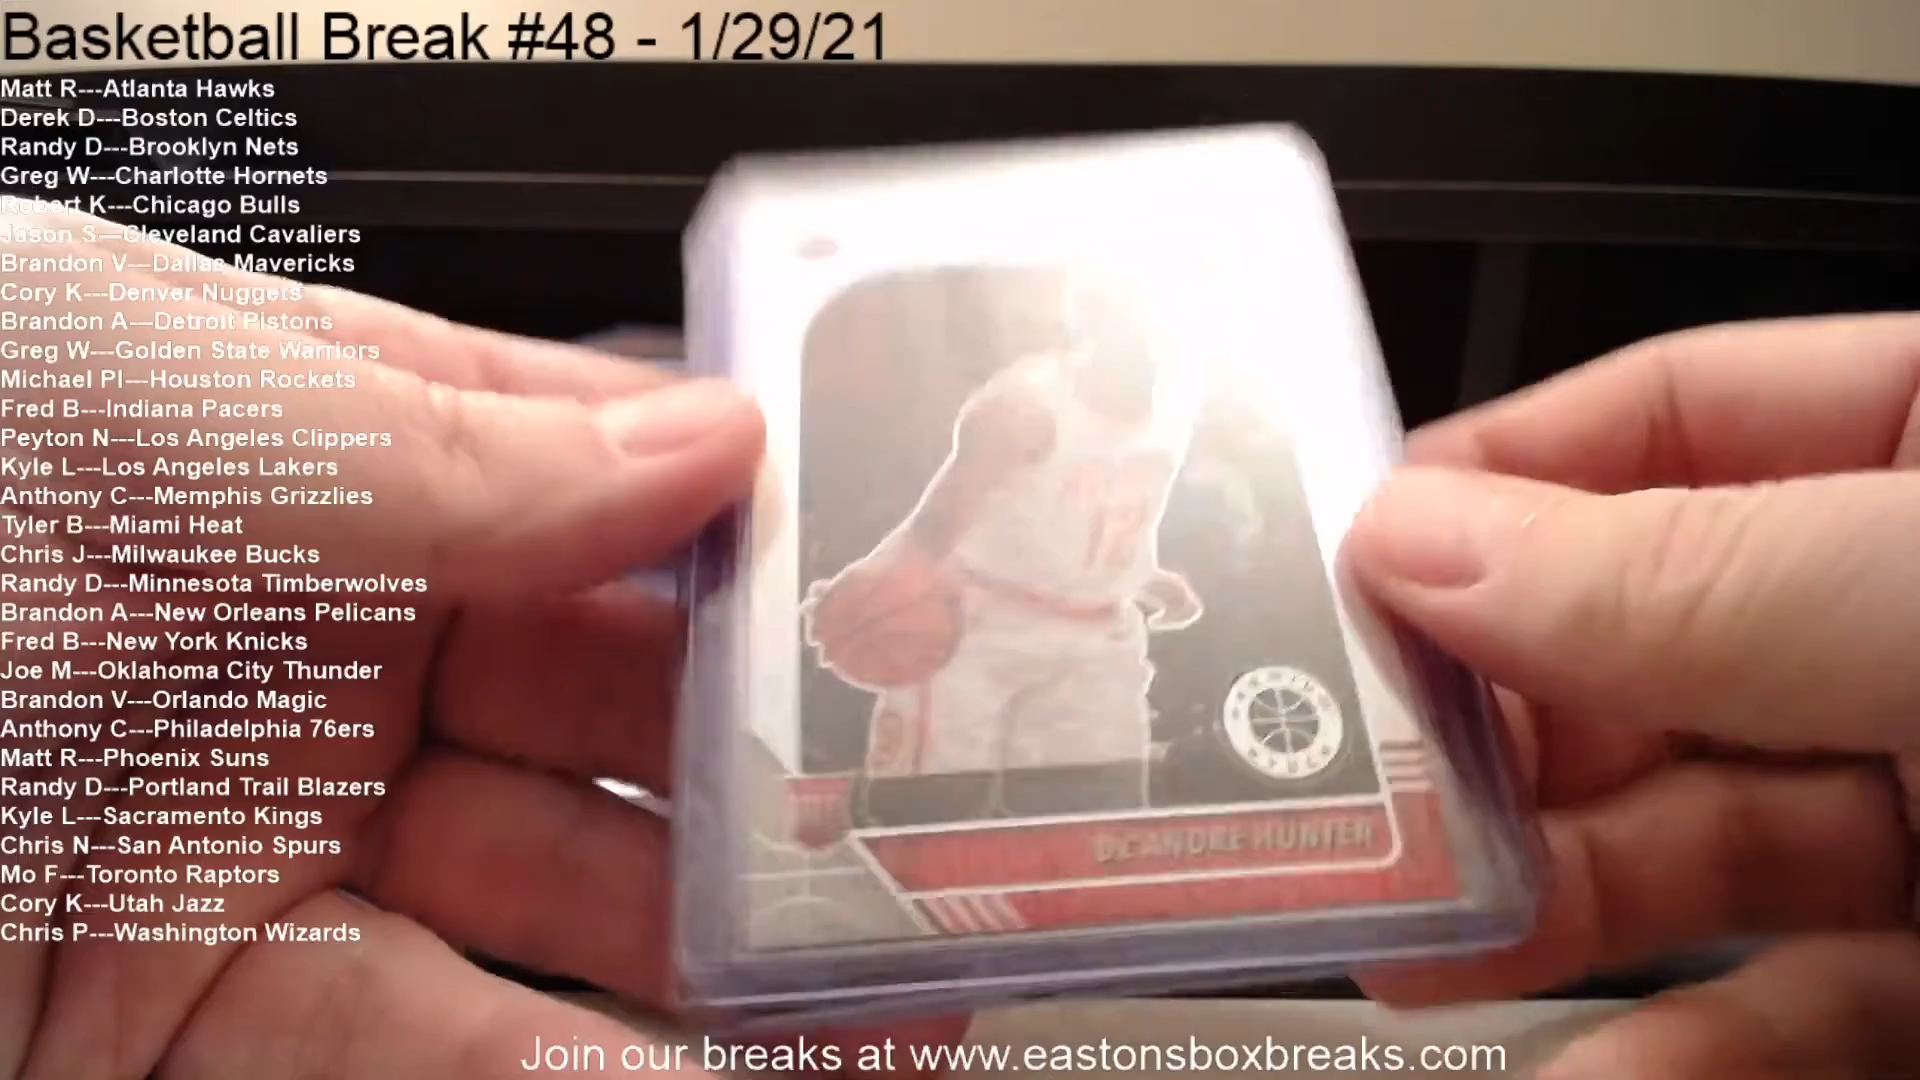 Basketball Break #48 - 1/29/21
Matt R---Atlanta Hawks
Derek D---Boston Celtics
Randy D---Brooklyn Nets
Greg W---Charlotte Hornets
Robert K---Chicago Bulls
Jason S---Cleveland Cavaliers
Brandon V---Dallas Mavericks
Cory K---Denver Nuggets
Brandon A---Detroit Pistons
Greg W---Golden State Warriors
Michael Pl---Houston Rockets
Fred B---Indiana Pacers
Peyton N---Los Angeles Clippers
Kyle L---Los Angeles Lakers
Anthony C---Memphis Grizzlies
Tyler B---Miami Heat
Chris J---Milwaukee Bucks
Randy D---Minnesota Timberwolves
Brandon A---New Orleans Pelicans
Fred B---New York Knicks
Joe M---Oklahoma City Thunder
Brandon V---Orlando Magic
Anthony C---Philadelphia 76ers
Matt R---Phoenix Suns
Randy D---Portland Trail Blazers
Kyle L---Sacramento Kings
Chris N---San Antonio Spurs
Mo F---Toronto Raptors
Cory K---Utah Jazz
Chris P---Washington Wizards
12
DE'ANDRE HUNTER
Join our breaks at www.eastonsboxbreaks.com